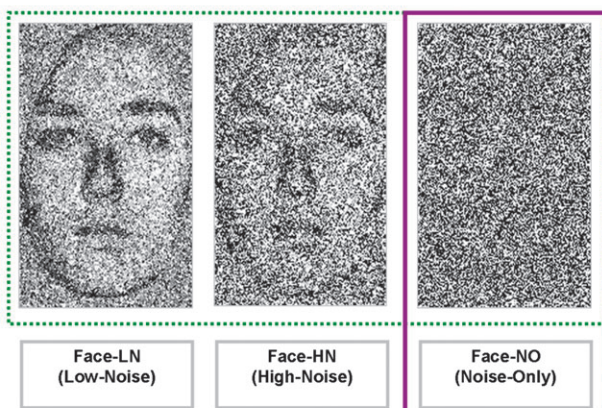 Face-LN
(Low-Noise)
Face-HN
(High-Noise)
Face-NO
(Noise-Only)